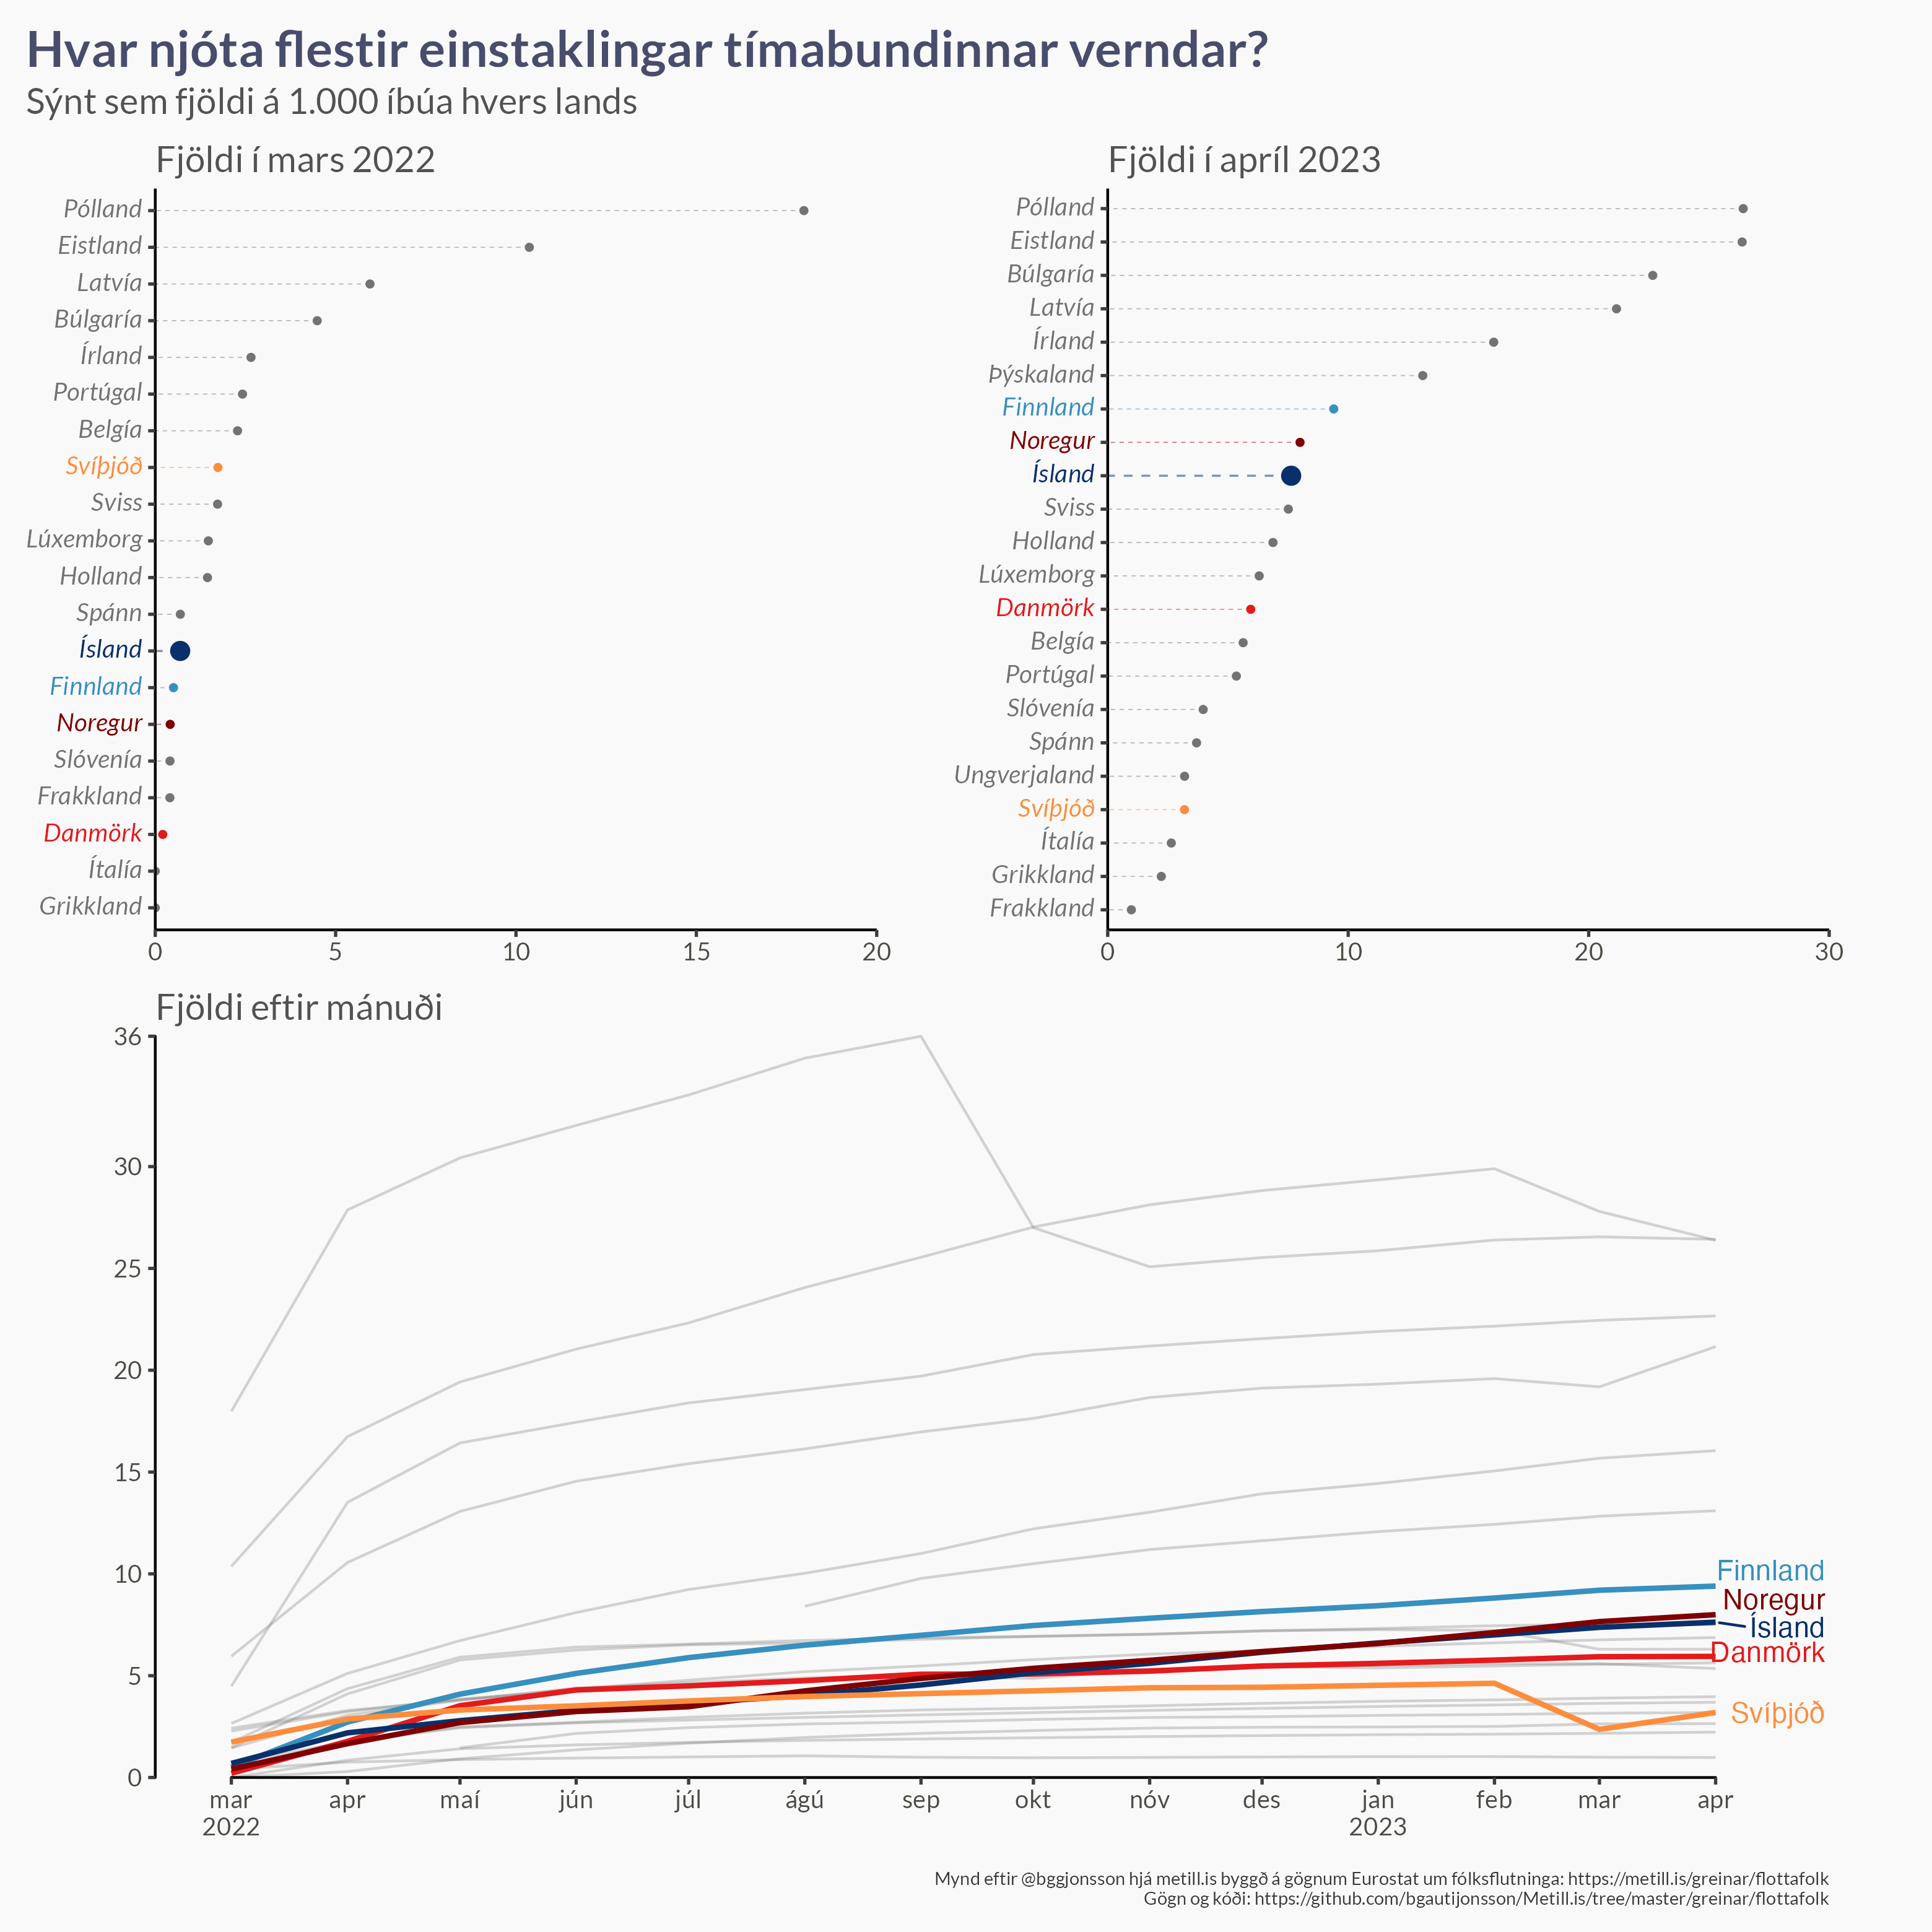 Hvar njóta flestir einstaklingar tímabundinnar verndar?
Sýnt sem fjöldi á 1.000 íbúa hvers lands
Fjöldi í mars 2022
Pólland
Eistland
Latvía
Búlgaría
Írland
Portúgal
Belgía
Svíþjóð
Sviss
Lúxemborg
Holland
Spánn
Ísland
Finnland
Noregur
Slóvenía
Frakkland
Danmörk
Ítalía
Grikkland
0 5 10 15 20
Fjöldi í apríl 2023
Pólland
Eistland
Búlgaría
Latvía
Írland
Þýskaland
Finnland
Noregur
Ísland
Sviss
Holland
Lúxemborg
Danmörk
Belgía
Portúgal
Slóvenía
Spánn
Ungverjaland
Svíþjóð
Ítalía
Grikkland
Frakkland
0 10 20 30
Fjöldi eftir mánuði
36
30
25
20
15
10
5
0
Finnland
Noregur
Ísland
Danmörk
Svíþjóð
mar apr maí jún júl ágú sep okt nóv des jan feb mar apr
2022 2023
Mynd eftir @bggjonsson hjá metill.is byggð á gögnum Eurostat um fólksflutninga: https://metill.is/greinar/flottafolk
Gögn og kóði: https://github.com/bgautijonsson/Metill.is/tree/master/greinar/flottafolk